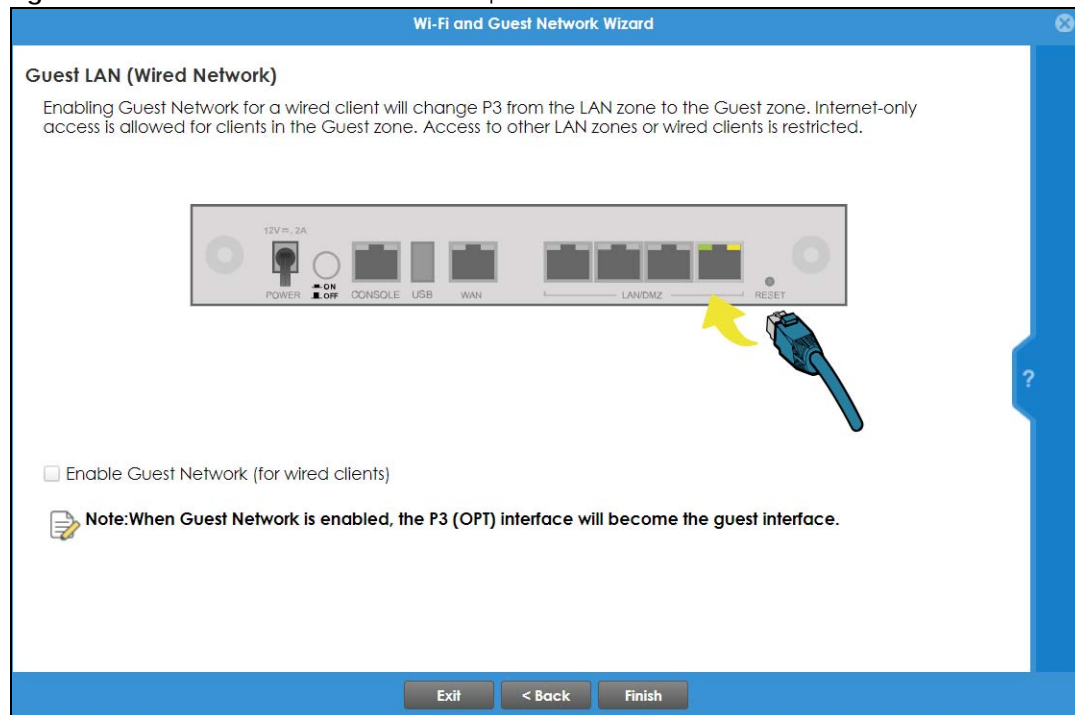 Wi-Fi and Guest Network Wizard
Guest LAN (Wired Network)
Enabling Guest Network for a wired client will change P3 from the LAN zone to the Guest zone. Internet-only
access is allowed for clients in the Guest zone. Access to other LAN zones or wired clients is restricted.
12V⎓, 2A
ON
POWER OFF CONSOLE USB WAN LAN/DMZ RESET
?
Enable Guest Network (for wired clients)
Note:When Guest Network is enabled, the P3 (OPT) interface will become the guest interface.
Exit < Back Finish